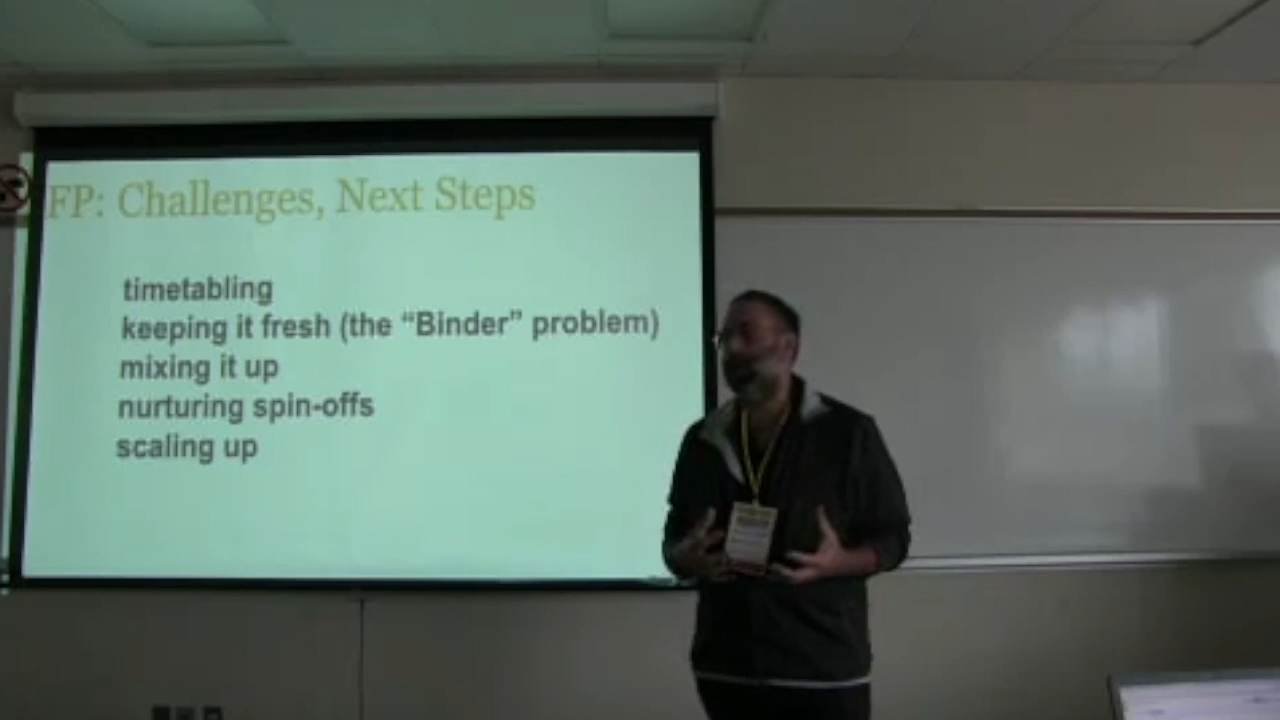 FP: Challenges, Next Steps
timetabling
keeping it fresh (the “Binder” problem)
mixing it up
nurturing spin-offs
scaling up